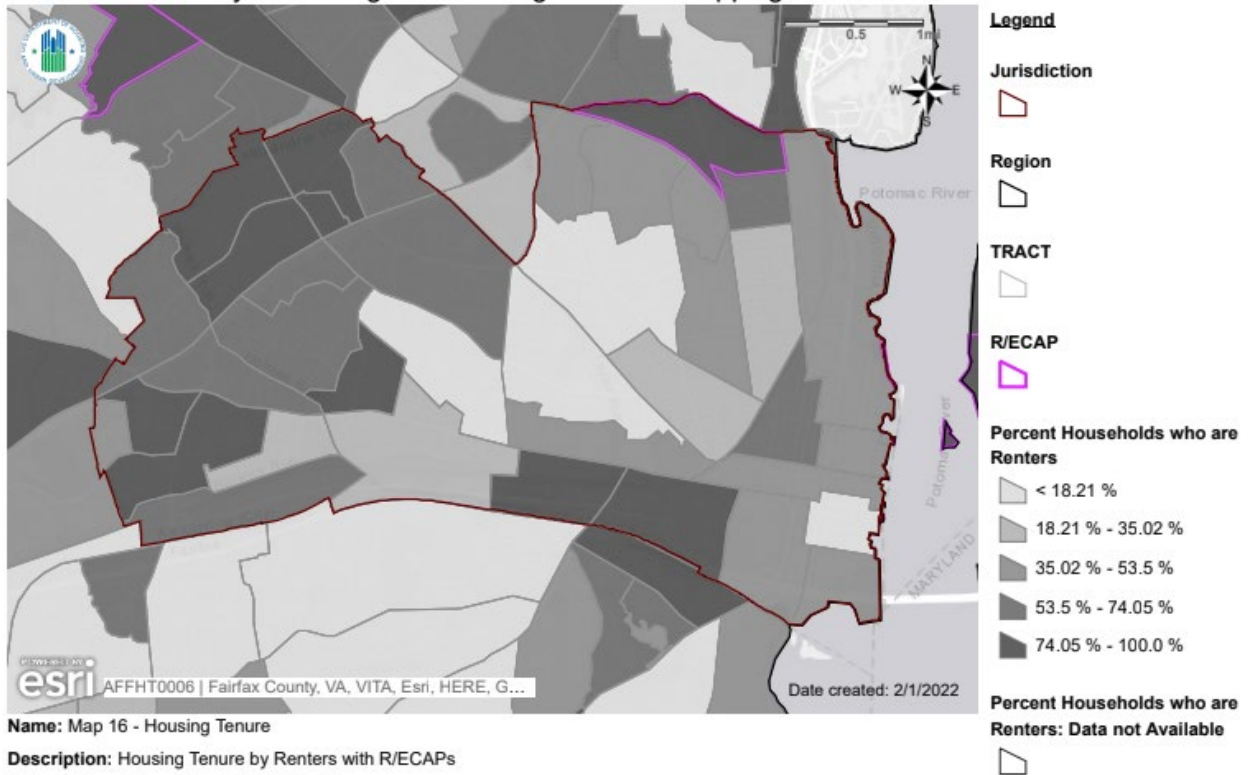 0.5 1mi
N
W E
S
Potomac River
MARYLAND
POWERED BY
esri
AFFHT0006 | Fairfax County, VA, VITA, Esri, HERE, G...
Date created: 2/1/2022
Name: Map 16 - Housing Tenure
Description: Housing Tenure by Renters with R/ECAPs
Legend
Jurisdiction
Region
TRACT
R/ECAP
Percent Households who are
Renters
< 18.21 %
18.21 % - 35.02 %
35.02 % - 53.5 %
53.5 % - 74.05 %
74.05 % - 100.0 %
Percent Households who are
Renters: Data not Available